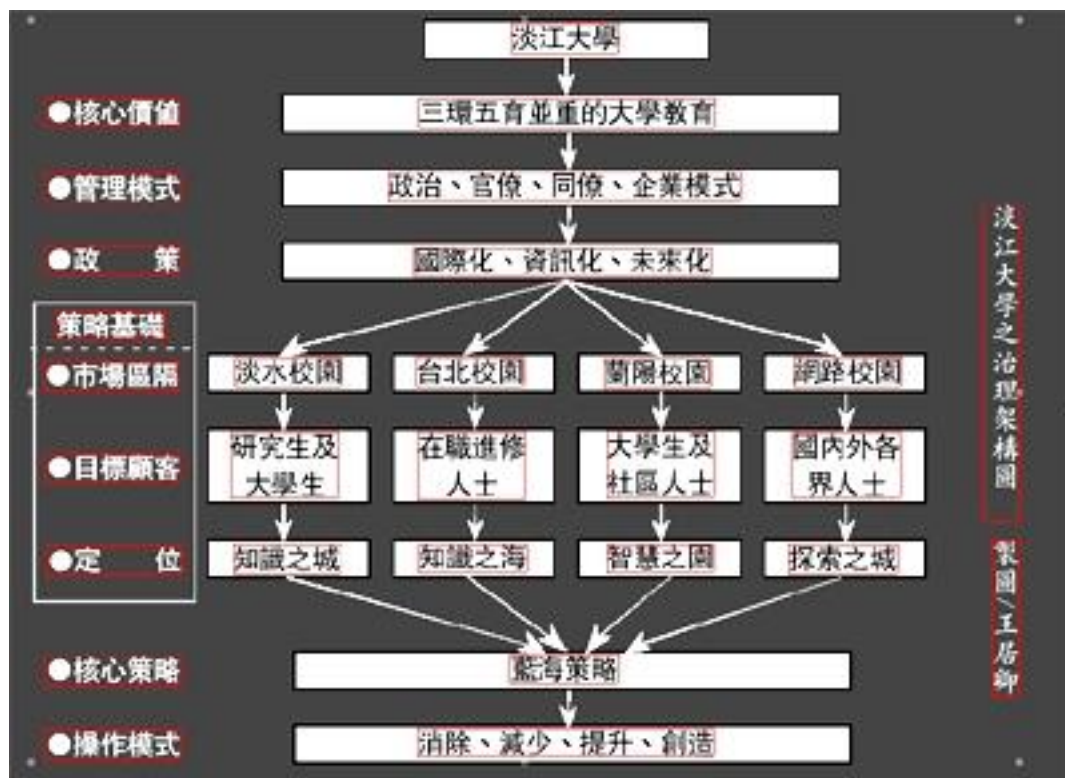 淡江大學
●核心價值
三環五育並重的大學教育
●管理模式
政治、官僚、同僚、企業模式
●政　　策
國際化、資訊化、未來化
策略基礎
●市場區隔
淡水校園
台北校園
蘭陽校園
網路校園
●目標顧客
研究生及
大學生
在職進修
人士
大學生及
社區人士
國內外各
界人士
●定　　位
知識之城
知識之海
智慧之園
探索之城
●核心策略
藍海策略
●操作模式
消除、減少、提升、創造
淡江大學之治理架構圖
製圖╲王居卿